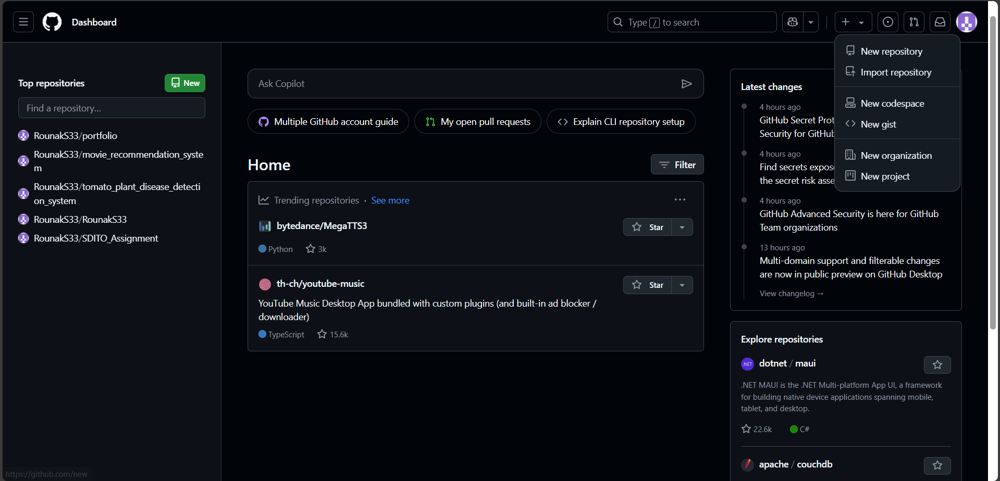 Dashboard
Type / to search
Top repositories
New
Find a repository...
RounakS33/portfolio
RounakS33/movie_recommendation_syste
m
RounakS33/tomato_plant_disease_detecti
on_system
RounakS33/RounakS33
RounakS33/SDITO_Assignment
Ask Copilot
Multiple GitHub account guide
My open pull requests
Explain CLI repository setup
Home
Filter
Trending repositories · See more
bytedance/MegaTTS3
Star
Python
3k
th-ch/youtube-music
Star
YouTube Music Desktop App bundled with custom plugins (and built-in ad blocker /
downloader)
TypeScript
15.6k
New repository
Import repository
New codespace
New gist
New organization
New project
Latest changes
4 hours ago
GitHub Secret Prot
Security for GitHub
4 hours ago
Find secrets expose
the secret risk asse
4 hours ago
GitHub Advanced Security is here for GitHub
Team organizations
13 hours ago
Multi-domain support and filterable changes
are now in public preview on GitHub Desktop
View changelog →
Explore repositories
.NET
dotnet / maui
.NET MAUI is the .NET Multi-platform App UI, a framework
for building native device applications spanning mobile,
tablet, and desktop.
22.6k
C#
apache / couchdb
https://github.com/new